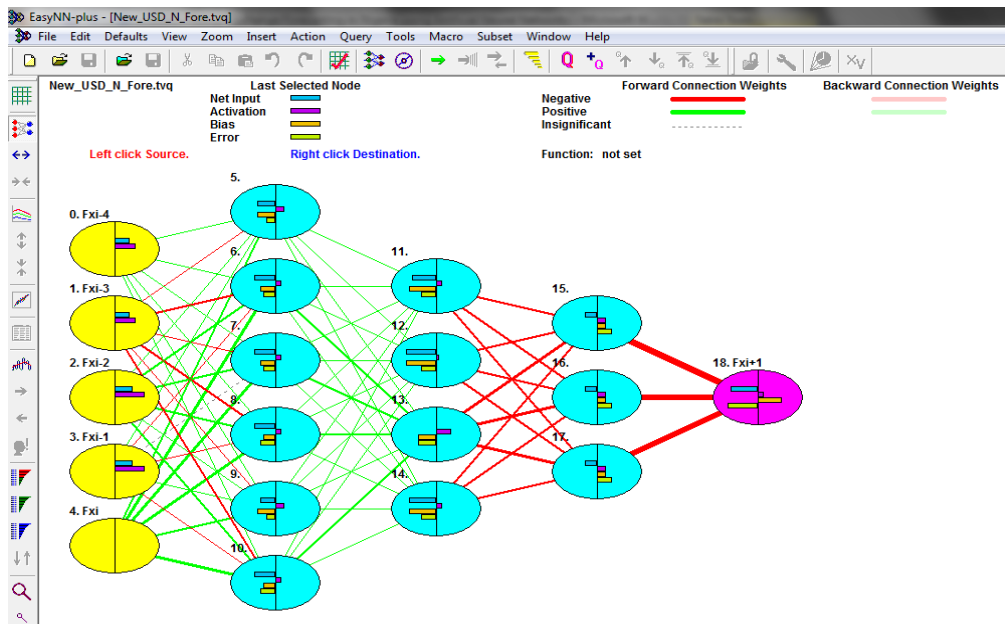 EasyNN-plus - [New_USD_N_Fore.tvq]
File Edit Defaults View Zoom Insert Action Query Tools Macro Subset Window Help
New_USD_N_Fore.tvq Last Selected Node Forward Connection Weights Backward Connection Weights
Net Input Negative
Activation Positive
Bias Insignificant
Error
Left click Source. Right click Destination. Function: not set
5.
0. Fxi-4
6. 11.
1. Fxi-3 15.
7. 12.
2. Fxi-2 16. 18. Fxi+1
8. 13.
3. Fxi-1 17.
9. 14.
4. Fxi
10.